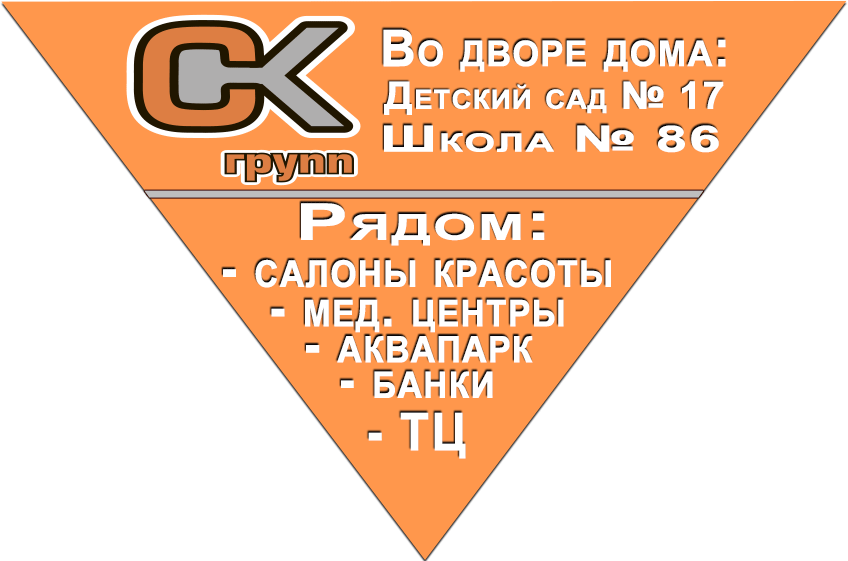 СК
групп
Во дворе дома:
Детский сад № 17
Школа № 86
Рядом:
- САЛОНЫ КРАСОТЫ
- МЕД. ЦЕНТРЫ
- АКВАПАРК
- БАНКИ
- ТЦ